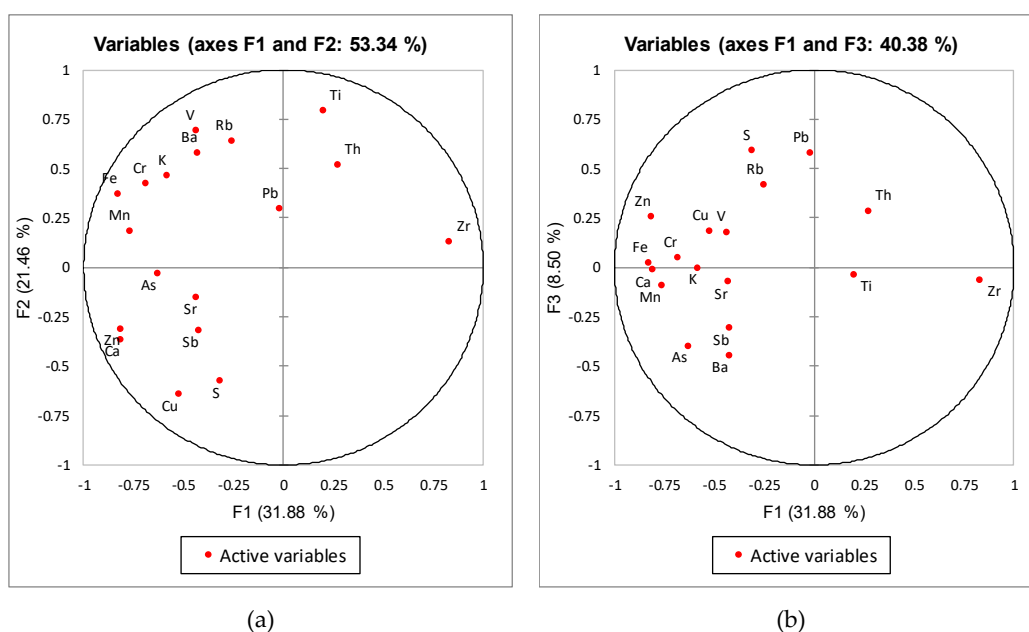 Variables (axes F1 and F2: 53.34 %)
1
0.75
0.5
0.25
0
-0.25
-0.5
-0.75
-1
F2 (21.46 %)
Ti
V
Ba
Rb
Th
K
Cr
Fe
Pb
Mn
Zr
As
Sr
Zn
Ca
Sb
S
Cu
-1
-0.75
-0.5
-0.25
0
0.25
0.5
0.75
1
F1 (31.88 %)
Active variables
(a)
Variables (axes F1 and F3: 40.38 %)
1
0.75
0.5
0.25
0
-0.25
-0.5
-0.75
-1
F3 (8.50 %)
S
Pb
Rb
Th
Zn
Cu
V
Fe
Cr
Ca
K
Mn
Sr
Ti
Zr
Sb
As
Ba
-1
-0.75
-0.5
-0.25
0
0.25
0.5
0.75
1
F1 (31.88 %)
Active variables
(b)